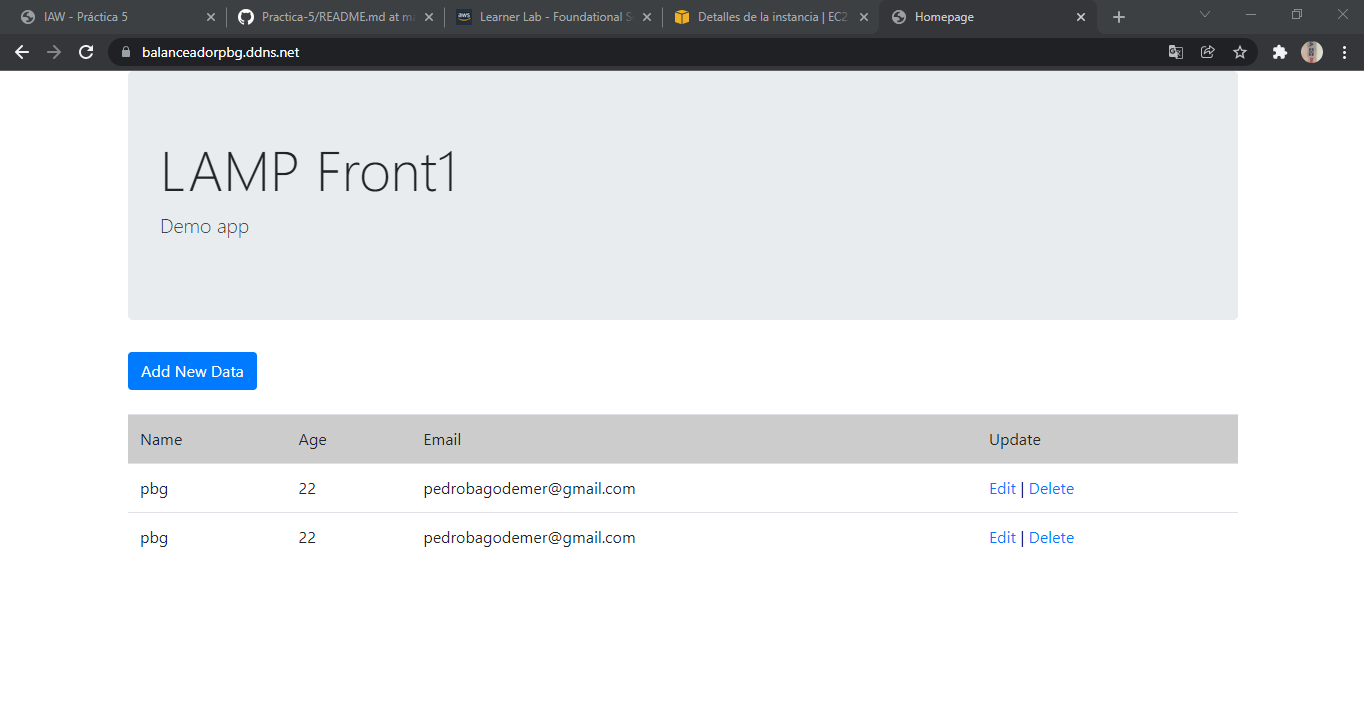 IAW - Práctica 5
Practica-5/README.md at ma
Learner Lab - Foundational S
Detalles de la instancia | EC2
Homepage
balanceadorpbg.ddns.net
LAMP Front1
Demo app
Add New Data
Name Age Email Update
pbg 22 pedrobagodemer@gmail.com Edit | Delete
pbg 22 pedrobagodemer@gmail.com Edit | Delete